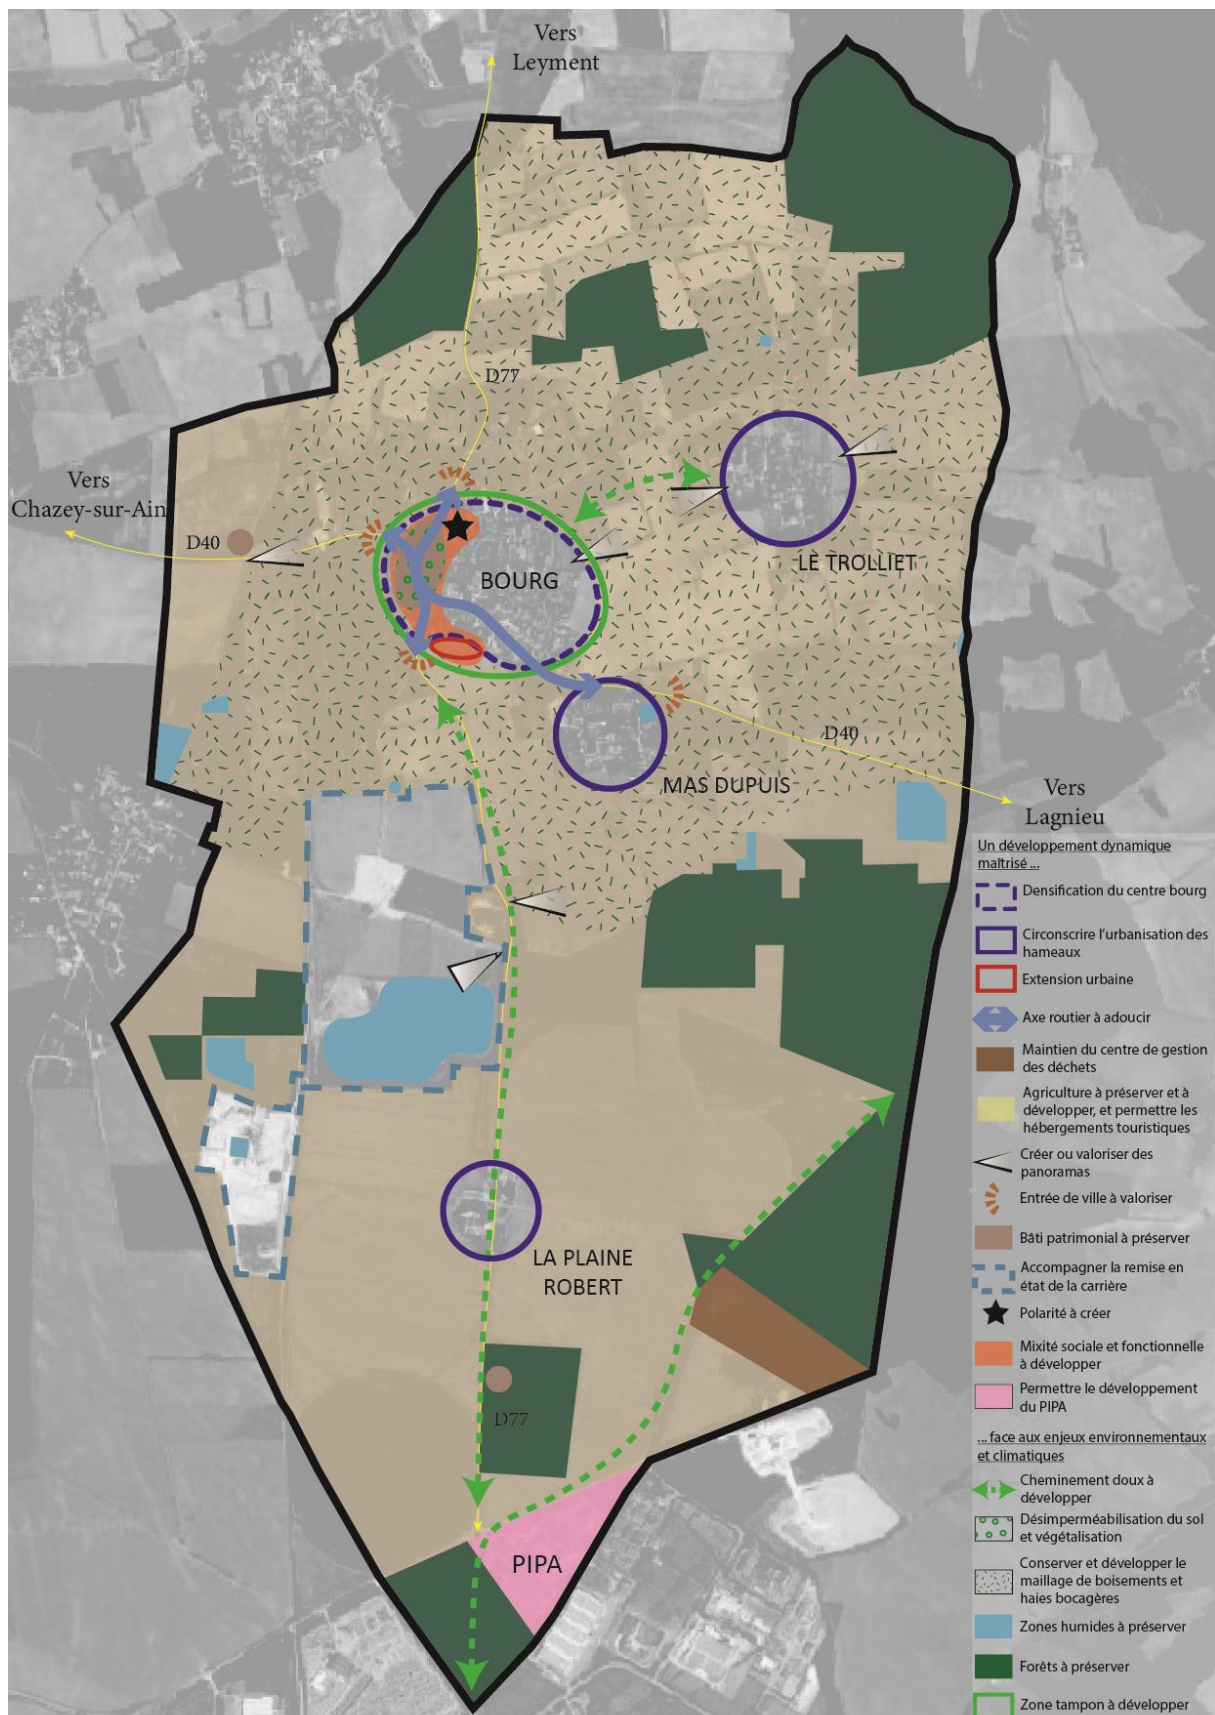 Vers
Leyment
D77
Vers
Chazey-sur-Ain
D40
BOURG
LE TROLLIET
D40
MAS DUPUIS
Vers
Lagnieu
LA PLAINE
ROBERT
D77
PIPA
Un développement dynamique
maîtrisé ...
Densification du centre bourg
Circonscrire l'urbanisation des
hameaux
Extension urbaine
Axe routier à adoucir
Maintien du centre de gestion
des déchets
Agriculture à préserver et à
développer, et permettre les
hébergements touristiques
Créer ou valoriser des
panoramas
Entrée de ville à valoriser
Bâti patrimonial à préserver
Accompagner la remise en
état de la carrière
Polarité à créer
Mixité sociale et fonctionnelle
à développer
Permettre le développement
du PIPA
... face aux enjeux environnementaux
et climatiques
Cheminement doux à
développer
Désimperméabilisation du sol
et végétalisation
Conserver et développer le
maillage de boisements et
haies bocagères
Zones humides à préserver
Forêts à préserver
Zone tampon à développer